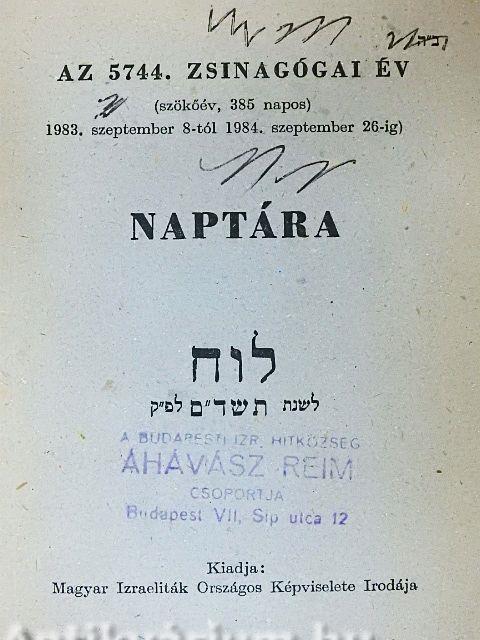 AZ 5744. ZSINAGÓGAI ÉV
(szökőév, 385 napos)
1983. szeptember 8-tól 1984. szeptember 26-ig)
NAPTÁRA
לוח
לשנת תשד״ם לפ״ק
A BUDAPESTI IZR. HITKÖZSÉG
ÁHÁVÁSZ REIM
CSOPORTJA
Budapest VII, Sip utca 12
Kiadja:
Magyar Izraeliták Országos Képviselete Irodája